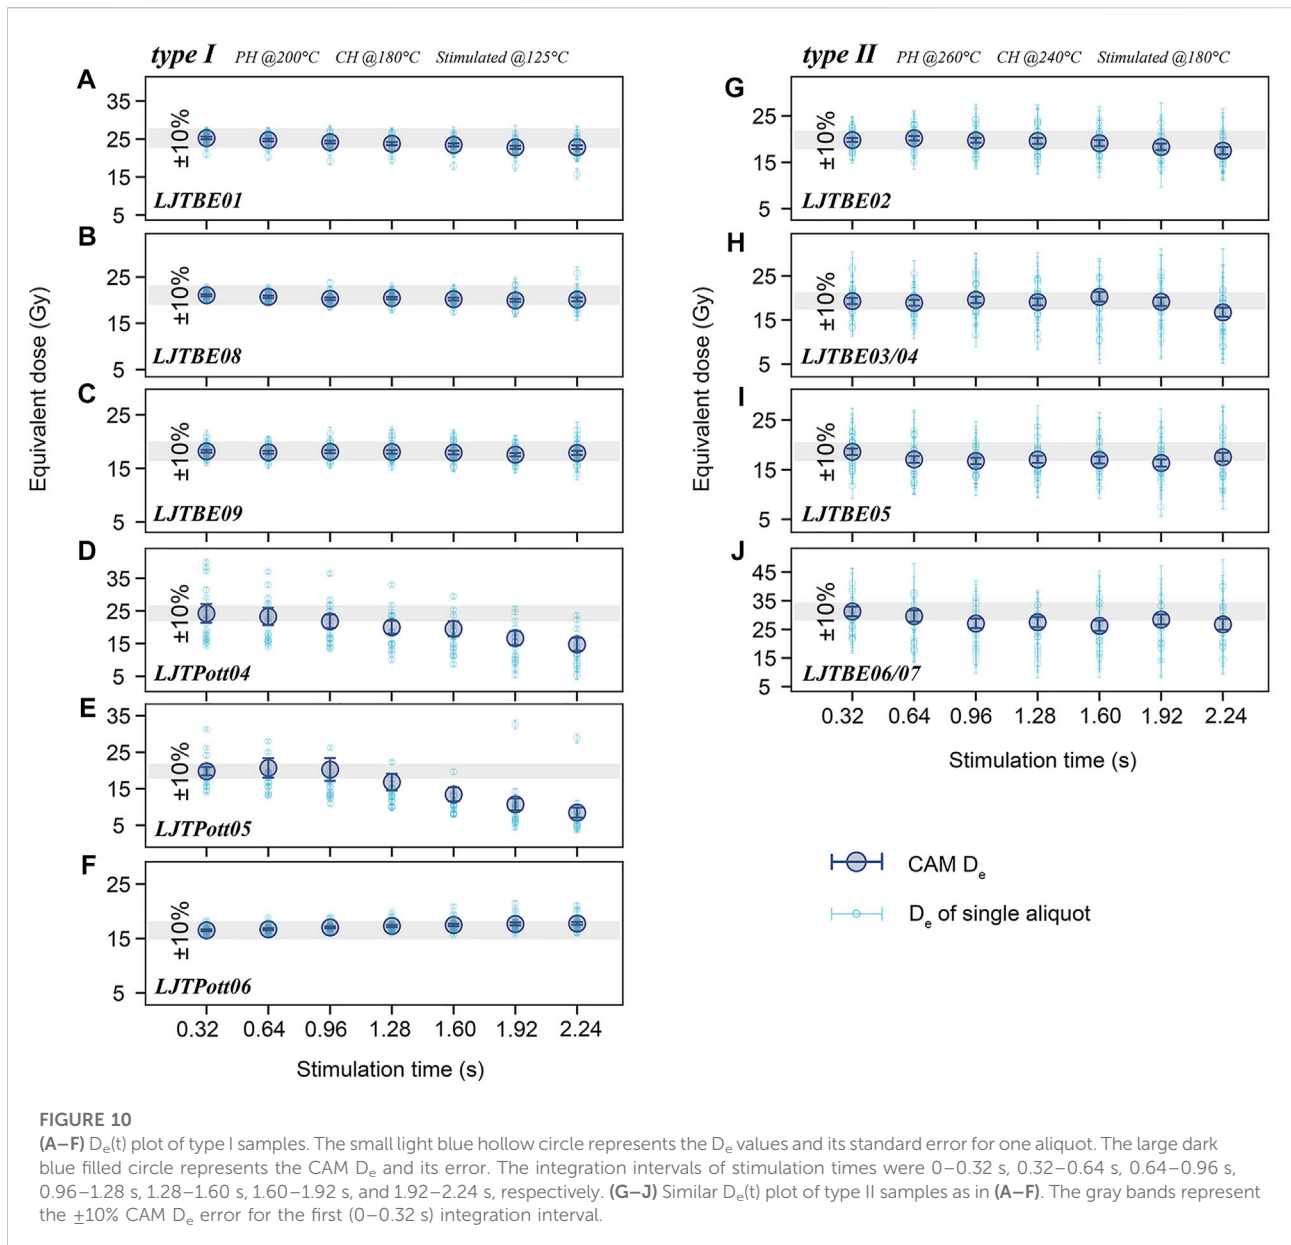 type I PH @200°C CH @180°C Stimulated @125°C
A
35
25
15
5
±10%
LJTBE01
B
25
15
5
±10%
LJTBE08
C
25
15
5
±10%
LJTBE09
D
35
25
15
5
±10%
LJTPott04
E
35
25
15
5
±10%
LJTPott05
F
25
15
5
±10%
LJTPott06
Equivalent dose (Gy)
0.32 0.64 0.96 1.28 1.60 1.92 2.24
Stimulation time (s)
type II PH @260°C CH @240°C Stimulated @180°C
G
25
15
5
±10%
LJTBE02
H
25
15
5
±10%
LJTBE03/04
I
25
15
5
±10%
LJTBE05
J
45
35
25
15
5
±10%
LJTBE06/07
Equivalent dose (Gy)
0.32 0.64 0.96 1.28 1.60 1.92 2.24
Stimulation time (s)
CAM De
De of single aliquot
FIGURE 10
(A–F) De(t) plot of type I samples. The small light blue hollow circle represents the De values and its standard error for one aliquot. The large dark
blue filled circle represents the CAM De and its error. The integration intervals of stimulation times were 0–0.32 s, 0.32–0.64 s, 0.64–0.96 s,
0.96–1.28 s, 1.28–1.60 s, 1.60–1.92 s, and 1.92–2.24 s, respectively. (G–J) Similar De(t) plot of type II samples as in (A–F). The gray bands represent
the ±10% CAM De error for the first (0–0.32 s) integration interval.